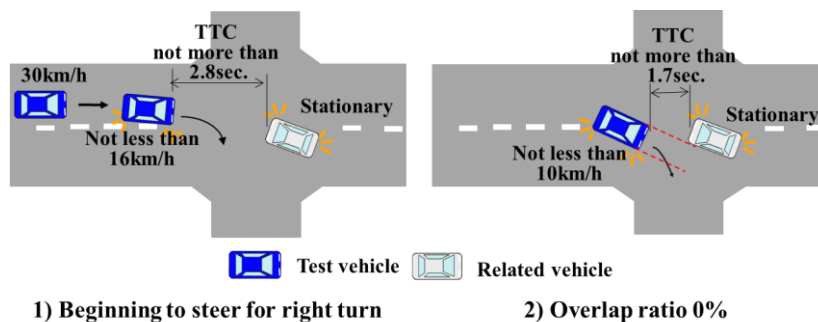 TTC
not more than
2.8sec.
30km/h
Stationary
Not less than
16km/h
TTC
not more than
1.7sec.
Stationary
Not less than
10km/h
Test vehicle
Related vehicle
1) Beginning to steer for right turn
2) Overlap ratio 0%